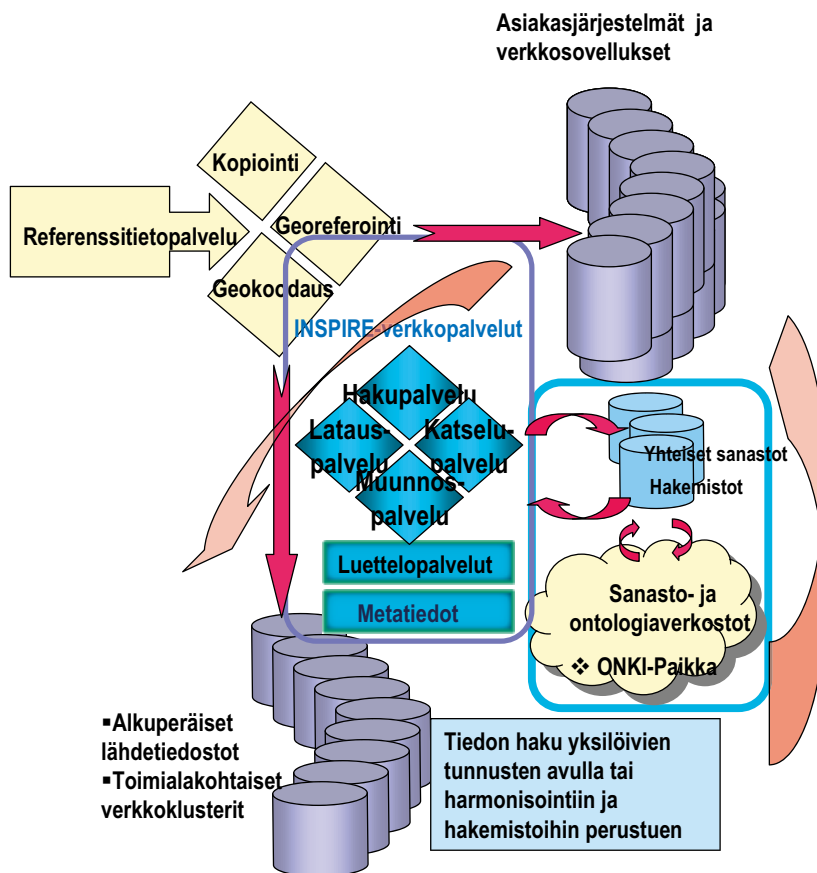 Asiakasjärjestelmät ja
verkkosovellukset
Kopiointi
Referenssitietopalvelu
Georeferointi
Geokoodaus
INSPIRE-verkkopalvelut
Hakupalvelu
Lataus-
palvelu
Katselu-
palvelu
Muunnos-
palvelu
Yhteiset sanastot
Hakemistot
Luettelopalvelut
Metatiedot
Sanasto- ja
ontologiaverkostot
❖ ONKI-Paikka
▪Alkuperäiset
lähdetiedostot
▪Toimialakohtaiset
verkkoklusterit
Tiedon haku yksilöivien
tunnusten avulla tai
harmonisointiin ja
hakemistoihin perustuen